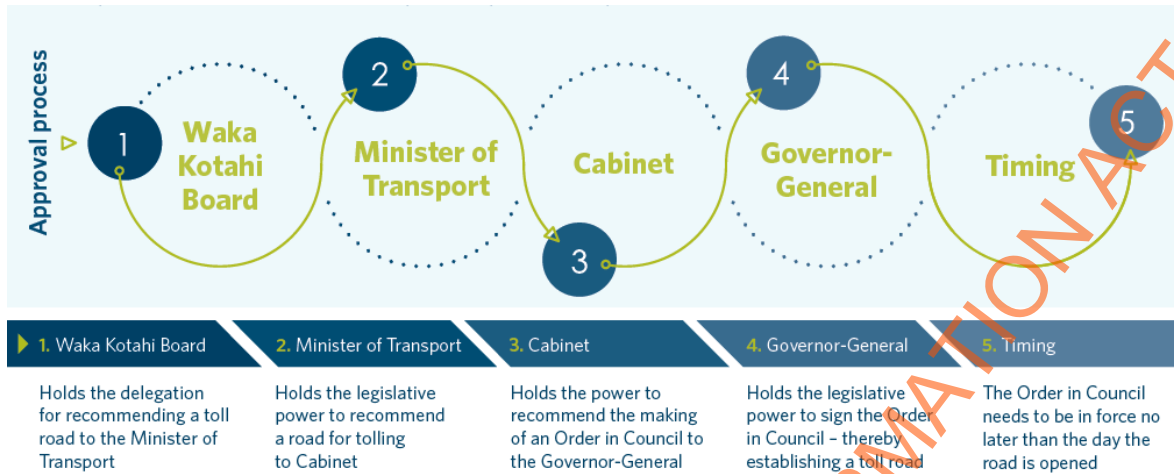 Approval process
1
Waka
Kotahi
Board
2
Minister of
Transport
3
Cabinet
4
Governor-
General
5
Timing
1. Waka Kotahi Board
Holds the delegation
for recommending a toll
road to the Minister of
Transport
2. Minister of Transport
Holds the legislative
power to recommend
a road for tolling
to Cabinet
3. Cabinet
Holds the power to
recommend the making
of an Order in Council to
the Governor-General
4. Governor-General
Holds the legislative
power to sign the Order
in Council – thereby
establishing a toll road
5. Timing
The Order in Council
needs to be in force no
later than the day the
road is opened
ACT